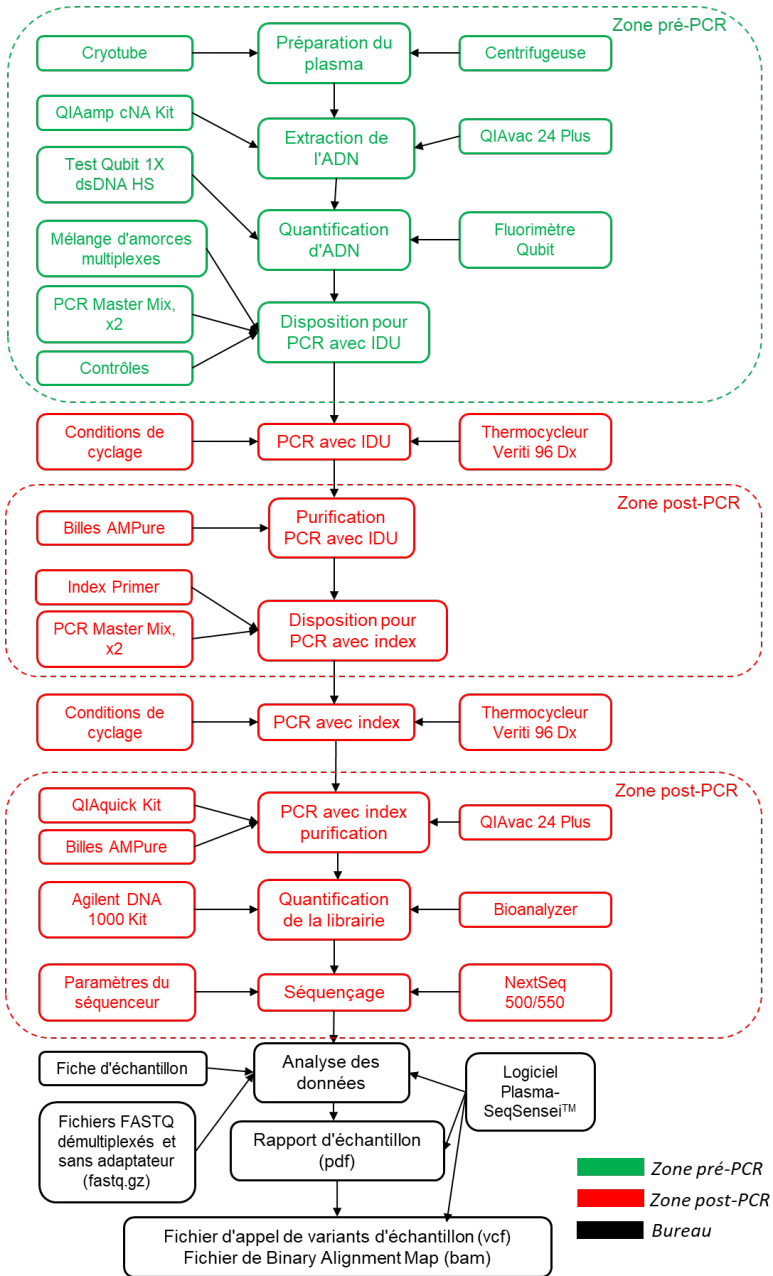 Zone pré-PCR
Cryotube
Préparation du
plasma
Centrifugeuse
QIAamp cNA Kit
Extraction de
l'ADN
QIAvac 24 Plus
Test Qubit 1X
dsDNA HS
Quantification
d'ADN
Fluorimètre
Qubit
Mélange d'amorces
multiplexes
PCR Master Mix,
x2
Contrôles
Disposition pour
PCR avec IDU
Conditions de
cyclage
PCR avec IDU
Thermocycleur
Veriti 96 Dx
Zone post-PCR
Billes AMPure
Purification
PCR avec IDU
Index Primer
PCR Master Mix,
x2
Disposition pour
PCR avec index
Conditions de
cyclage
PCR avec index
Thermocycleur
Veriti 96 Dx
Zone post-PCR
QIAquick Kit
Billes AMPure
PCR avec index
purification
QIAvac 24 Plus
Agilent DNA
1000 Kit
Quantification
de la librairie
Bioanalyzer
Paramètres du
séquenceur
Séquençage
NextSeq
500/550
Fiche d'échantillon
Analyse des
données
Logiciel
Plasma-
SeqSensei™
Fichiers FASTQ
démultiplexés et
sans adaptateur
(fastq.gz)
Rapport d'échantillon
(pdf)
Fichier d'appel de variants d'échantillon (vcf)
Fichier de Binary Alignment Map (bam)
Zone pré-PCR
Zone post-PCR
Bureau